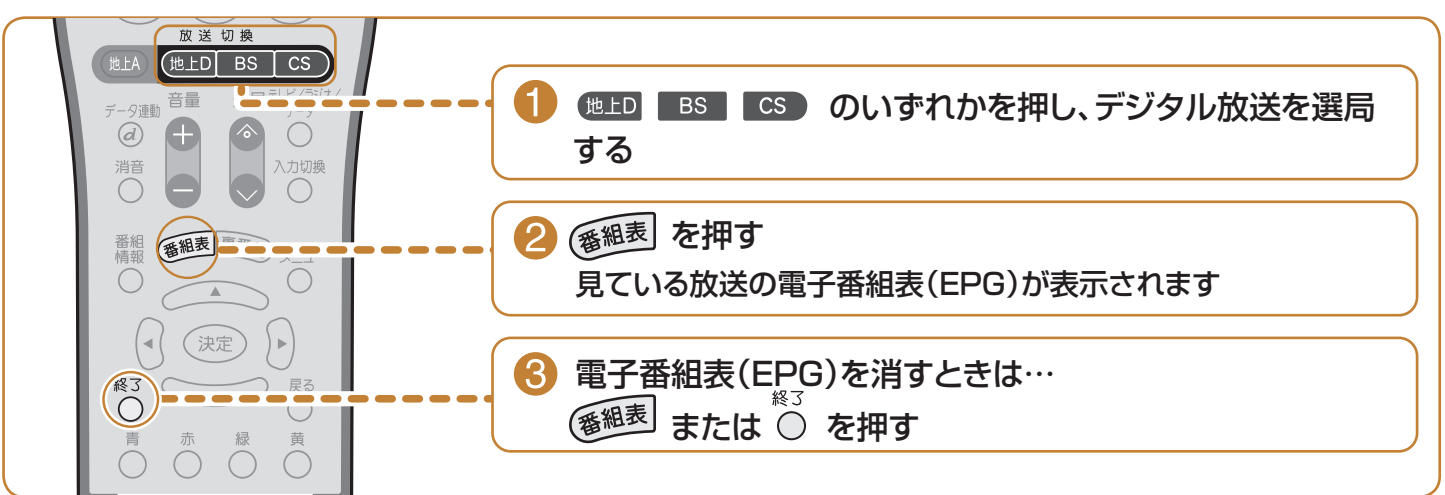 放送切換
地上A 地上D BS CS
データ連動 音量
d
消音 入力切換
番組
情報
番組表
決定
終了 戻る
青 赤 緑 黄
1 地上D BS CS のいずれかを押し、デジタル放送を選局
する
2 番組表 を押す
見ている放送の電子番組表(EPG)が表示されます
3 電子番組表(EPG)を消すときは…
番組表 または 終了 を押す